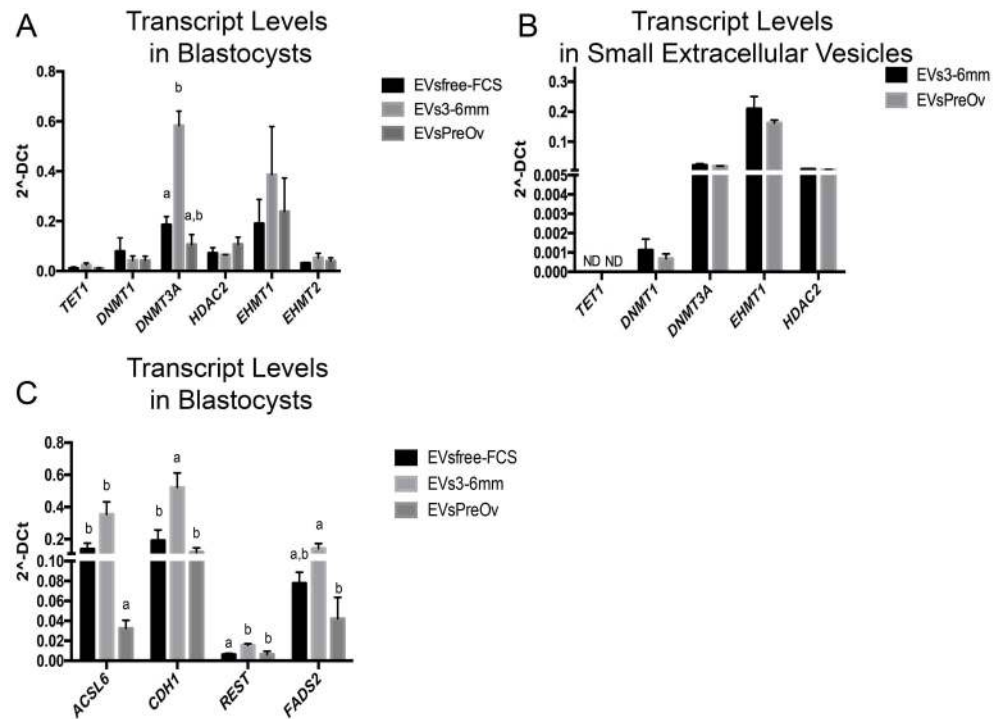 A
Transcript Levels
in Blastocysts
EVsfree-FCS
EVs3-6mm
EVsPreOv
2^-DCt
0.8
0.6
0.4
0.2
0.0
a
b
a,b
TET1
DNMT1
DNMT3A
HDAC2
EHMT1
EHMT2
B
Transcript Levels
in Small Extracellular Vesicles
EVs3-6mm
EVsPreOv
2^-DCt
0.3
0.2
0.1
0.005
0.004
0.003
0.002
0.001
0.000
ND ND
TET1
DNMT1
DNMT3A
EHMT1
HDAC2
C
Transcript Levels
in Blastocysts
EVsfree-FCS
EVs3-6mm
EVsPreOv
2^-DCt
0.8
0.6
0.4
0.2
0.10
0.08
0.06
0.04
0.02
0.00
b
b
a
b
a
b
a
b
b
a,b
a
b
ACSL6
CDH1
REST
FADS2